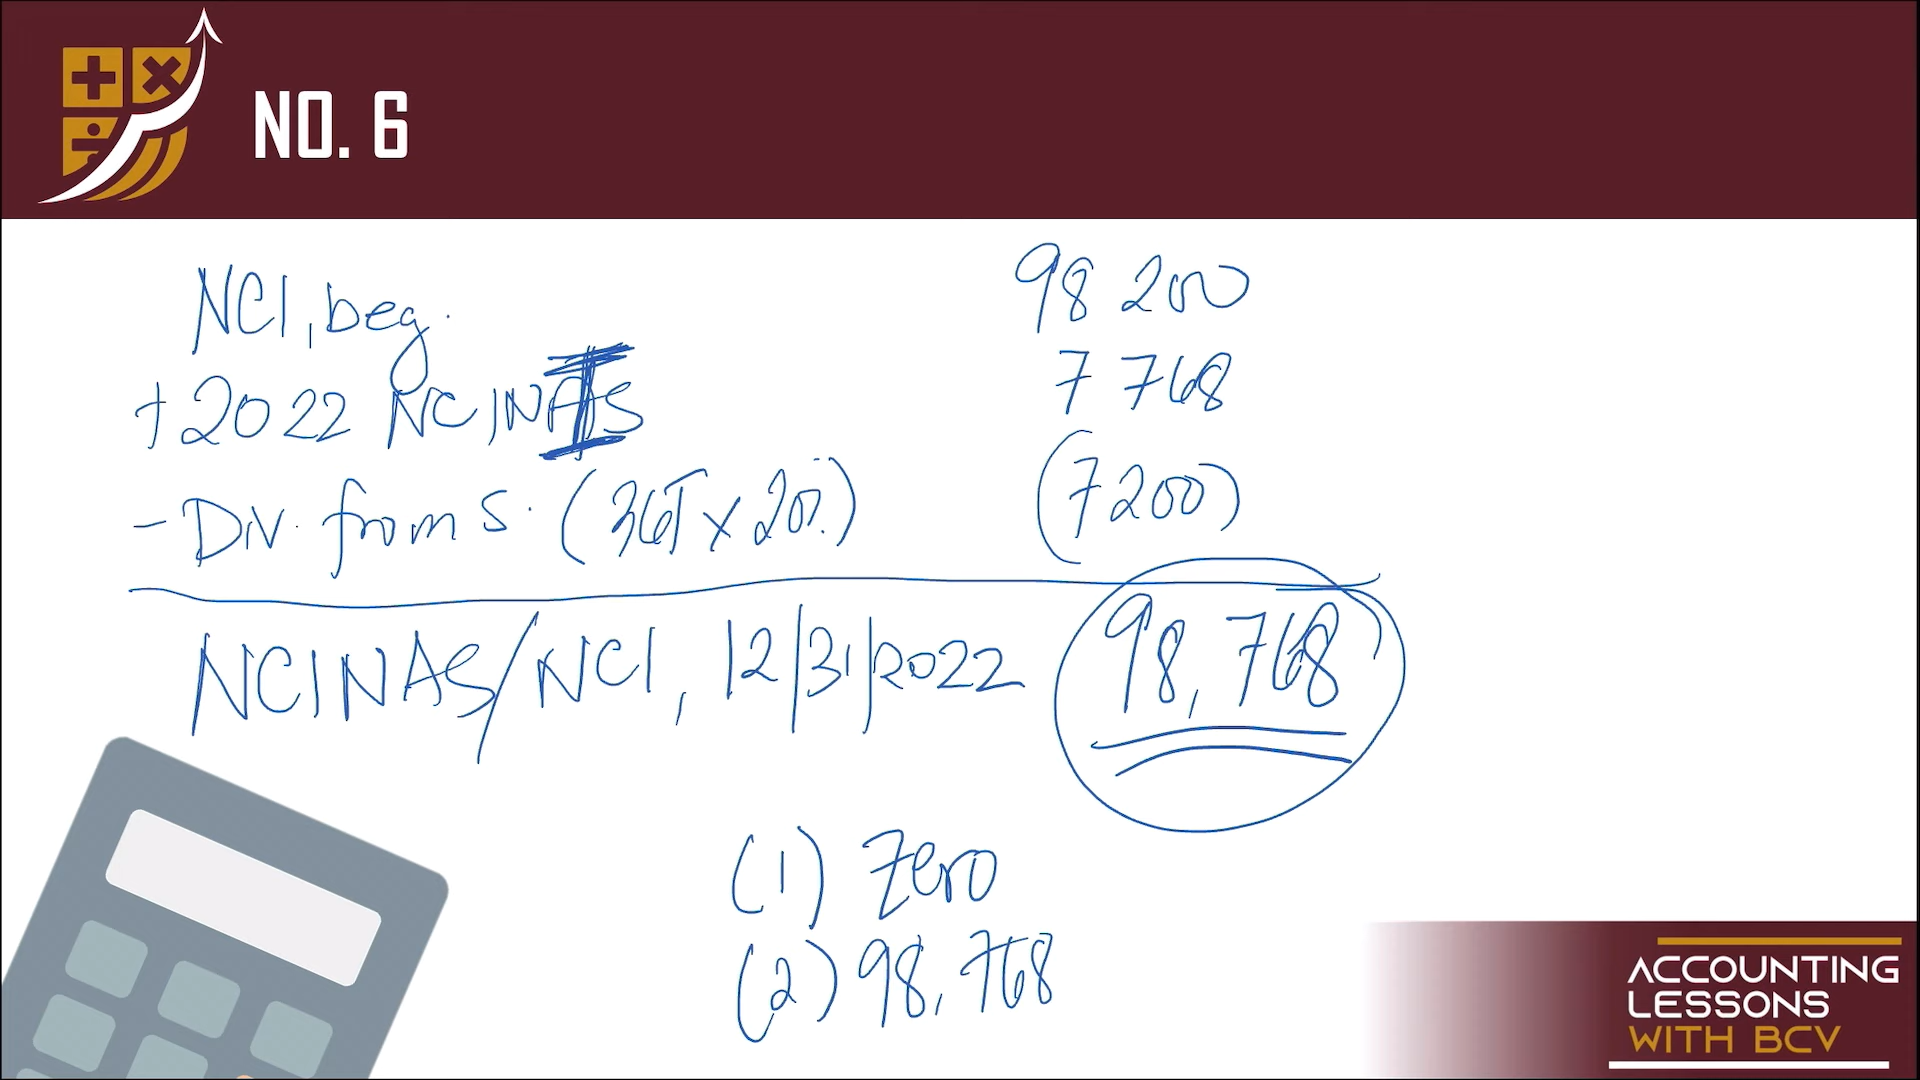 NO. 6
NCI, beg. 98 200
+ 2022 NCINIS 7 768
- Div. from S. (36T x 20%) (7 200)
NCINAS/NCI, 12/31/2022 98,768
(1) Zero
(2) 98,768
ACCOUNTING
LESSONS
WITH BCV